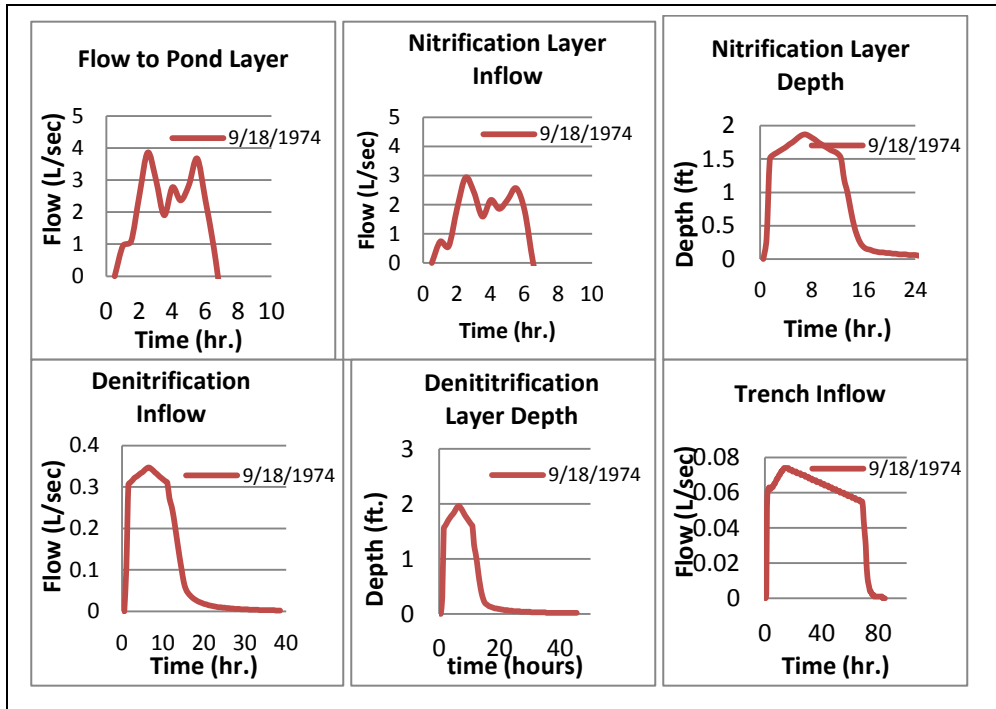 Flow to Pond Layer
Flow (L/sec)
5
4
3
2
1
0
9/18/1974
0 2 4 6 8 10
Time (hr.)
Nitrification Layer
Inflow
Flow (L/sec)
5
4
3
2
1
0
9/18/1974
0 2 4 6 8 10
Time (hr.)
Nitrification Layer
Depth
Depth (ft)
2
1.5
1
0.5
0
9/18/1974
0 8 16 24
Time (hr.)
Denitrification
Inflow
Flow (L/sec)
0.4
0.3
0.2
0.1
0
9/18/1974
0 10 20 30 40
Time (hr.)
Denititrification
Layer Depth
Depth (ft.)
3
2
1
0
9/18/1974
0 20 40
time (hours)
Trench Inflow
Flow (L/sec)
0.08
0.06
0.04
0.02
0
9/18/1974
0 40 80
Time (hr.)